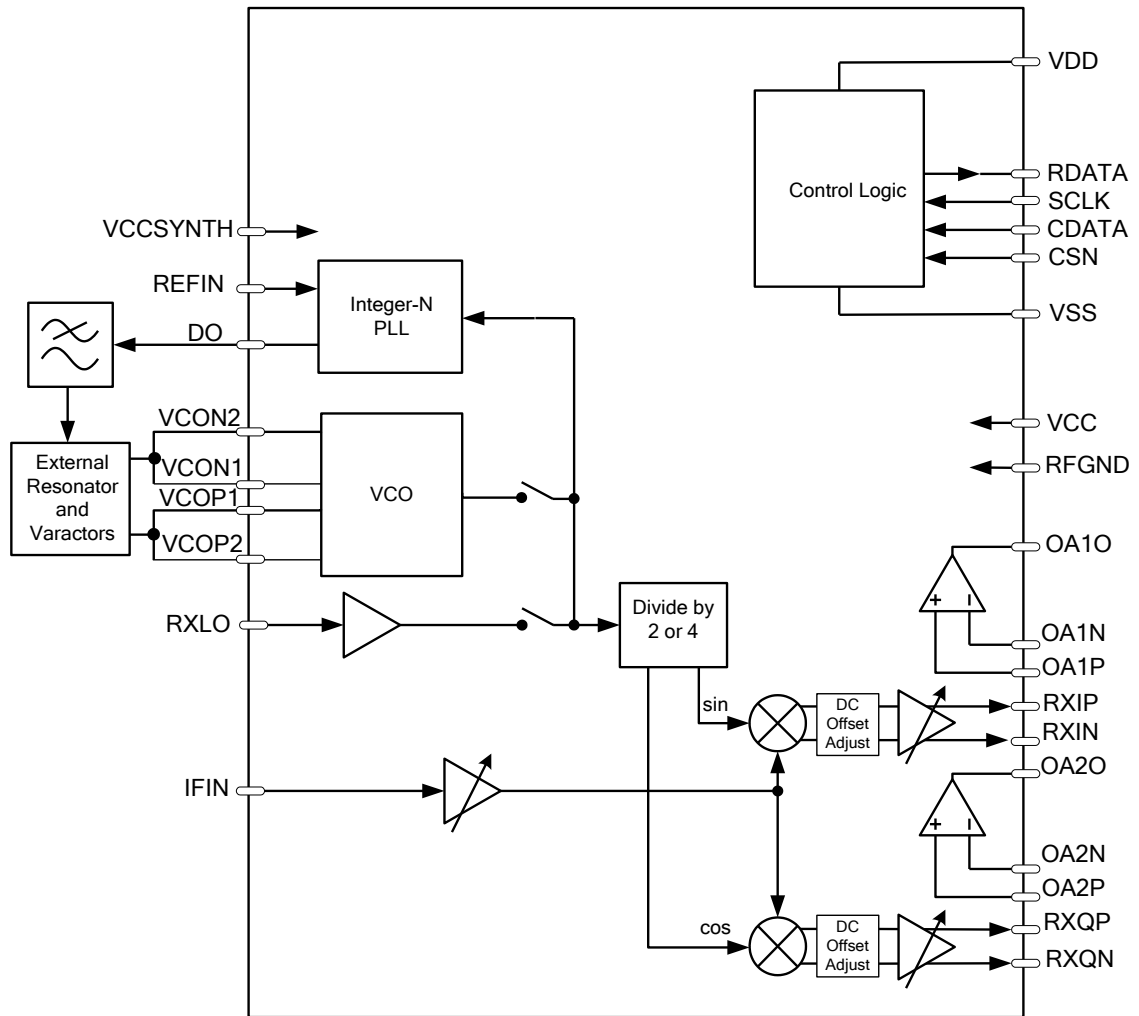 VDD
Control Logic
RDATA
SCLK
CDATA
CSN
VSS
VCCSYNTH
REFIN
DO
Integer-N
PLL
VCON2
VCON1
VCOP1
VCOP2
External
Resonator
and
Varactors
VCO
VCC
RFGND
RXLO
Divide by
2 or 4
sin
cos
IFIN
OA1O
+ –
OA1N
OA1P
DC
Offset
Adjust
RXIP
RXIN
OA2O
+ –
OA2N
OA2P
DC
Offset
Adjust
RXQP
RXQN